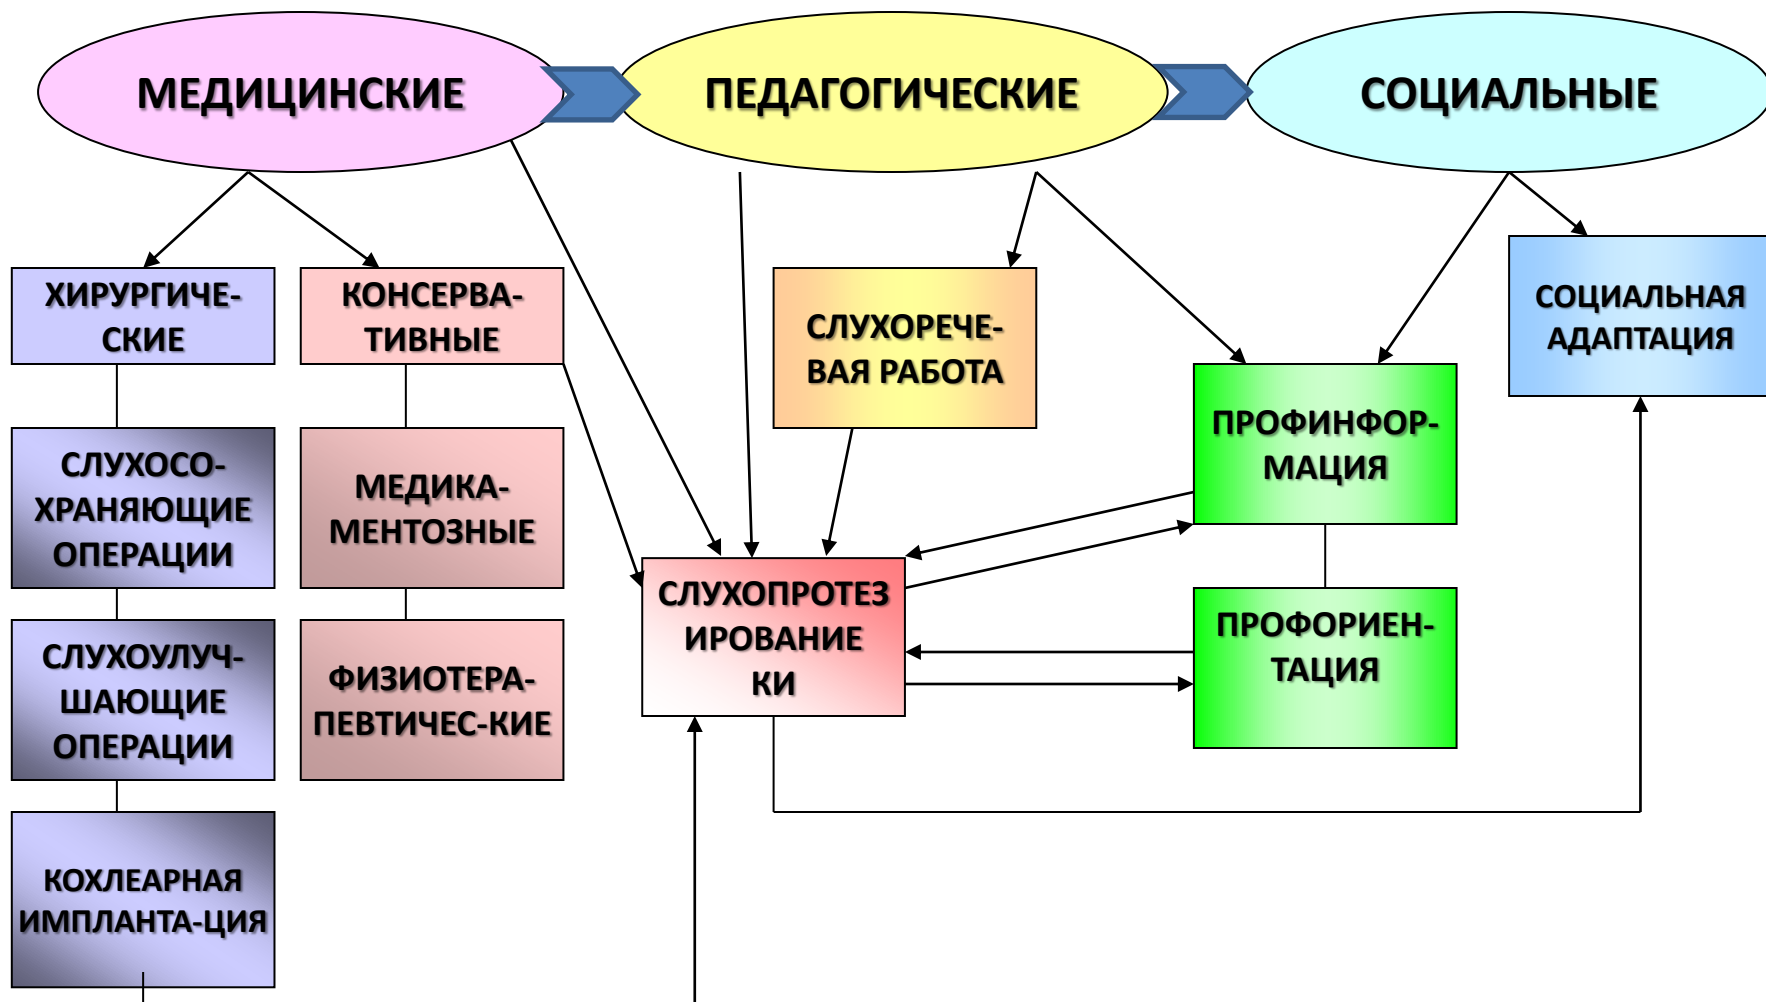 МЕДИЦИНСКИЕ
ПЕДАГОГИЧЕСКИЕ
СОЦИАЛЬНЫЕ
ХИРУРГИЧЕ-
СКИЕ
КОНСЕРВА-
ТИВНЫЕ
СЛУХОРЕЧЕ-
ВАЯ РАБОТА
СОЦИАЛЬНАЯ
АДАПТАЦИЯ
ПРОФИНФОР-
МАЦИЯ
СЛУХОСО-
ХРАНЯЮЩИЕ
ОПЕРАЦИИ
МЕДИКА-
МЕНТОЗНЫЕ
СЛУХОПРОТЕЗ
ИРОВАНИЕ
КИ
ПРОФОРИЕН-
ТАЦИЯ
СЛУХОУЛУЧ-
ШАЮЩИЕ
ОПЕРАЦИИ
ФИЗИОТЕРА-
ПЕВТИЧЕС-КИЕ
КОХЛЕАРНАЯ
ИМПЛАНТА-ЦИЯ